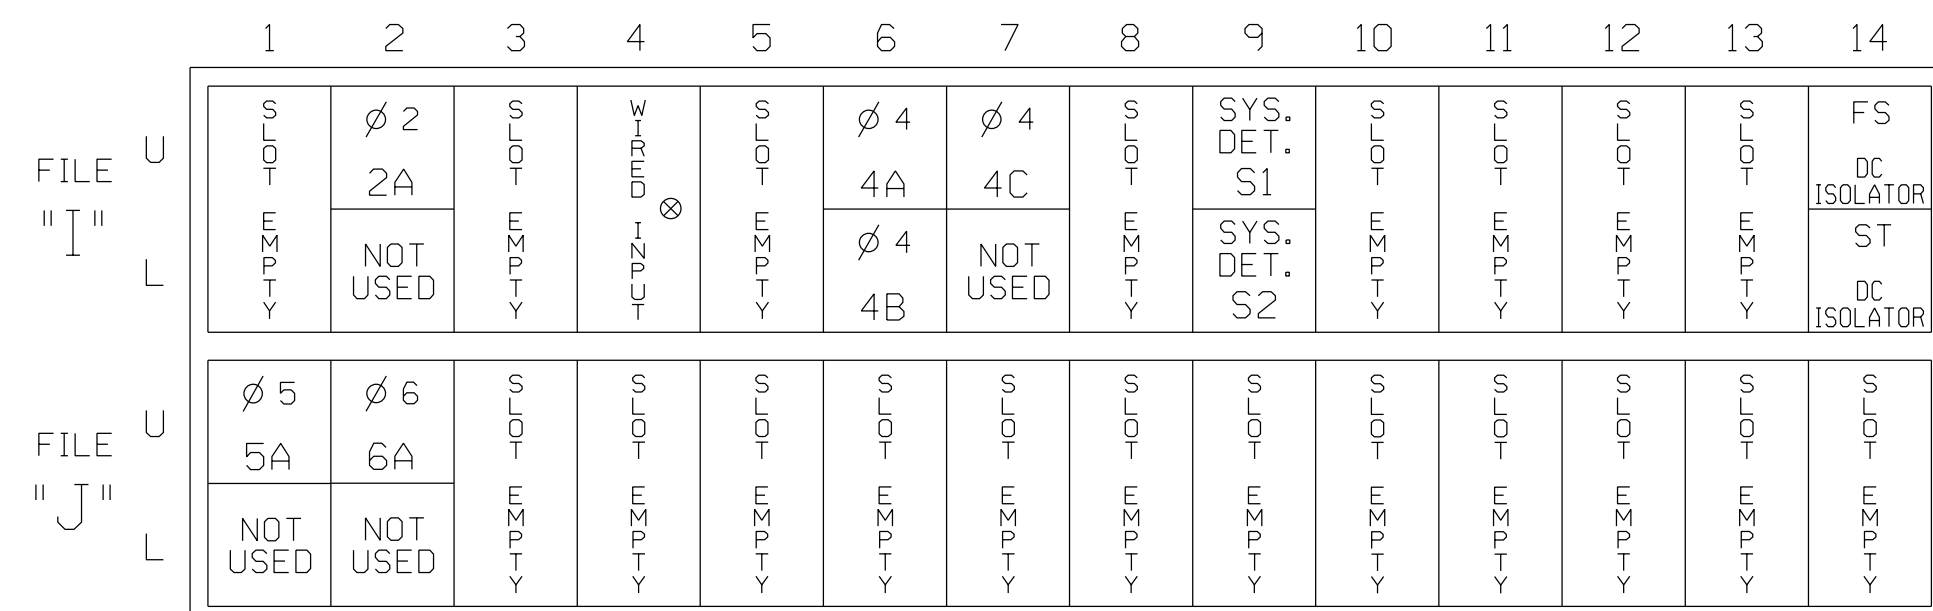 1 2 3 4 5 6 7 8 9 10 11 12 13 14
FILE "I"
U
L
SLOT EMPTY
Ø 2
2A
NOT USED
SLOT EMPTY
WIRED INPUT
SLOT EMPTY
Ø 4
4A
Ø 4
4B
Ø 4
4C
NOT USED
SLOT EMPTY
SYS. DET. S1
SYS. DET. S2
SLOT EMPTY
SLOT EMPTY
SLOT EMPTY
SLOT EMPTY
FS
DC ISOLATOR
ST
DC ISOLATOR
FILE "J"
U
L
Ø 5
5A
NOT USED
Ø 6
6A
NOT USED
SLOT EMPTY
SLOT EMPTY
SLOT EMPTY
SLOT EMPTY
SLOT EMPTY
SLOT EMPTY
SLOT EMPTY
SLOT EMPTY
SLOT EMPTY
SLOT EMPTY
SLOT EMPTY
SLOT EMPTY